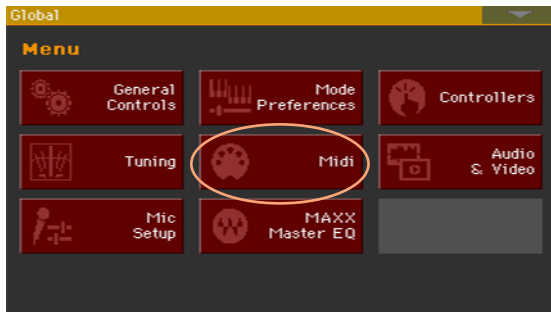 Global
Menu
General
Controls
Mode
Preferences
Controllers
Tuning
Midi
Audio
& Video
Mic
Setup
MAXX
Master EQ